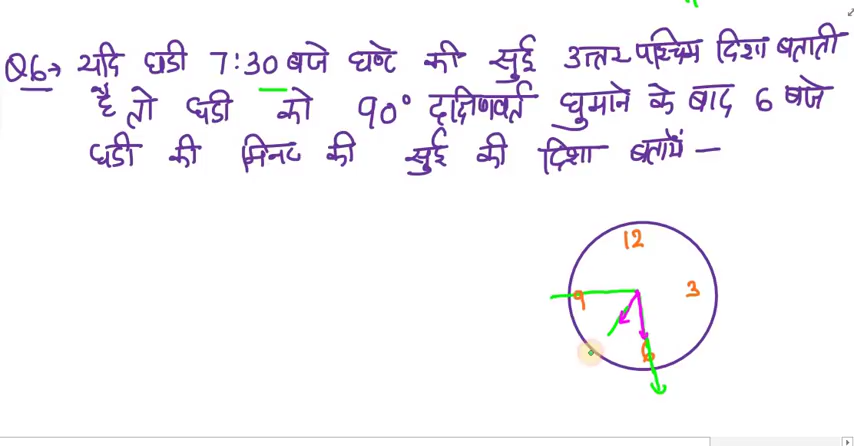 Q6→ यदि घडी 7:30 बजे घण्टे की सुई उत्तर पश्चिम दिशा बताती
है तो घडी को 90° दक्षिणवर्त घुमाने के बाद 6 बजे
घडी की मिनट की सुई की दिशा बतायें —
12
9 3
6